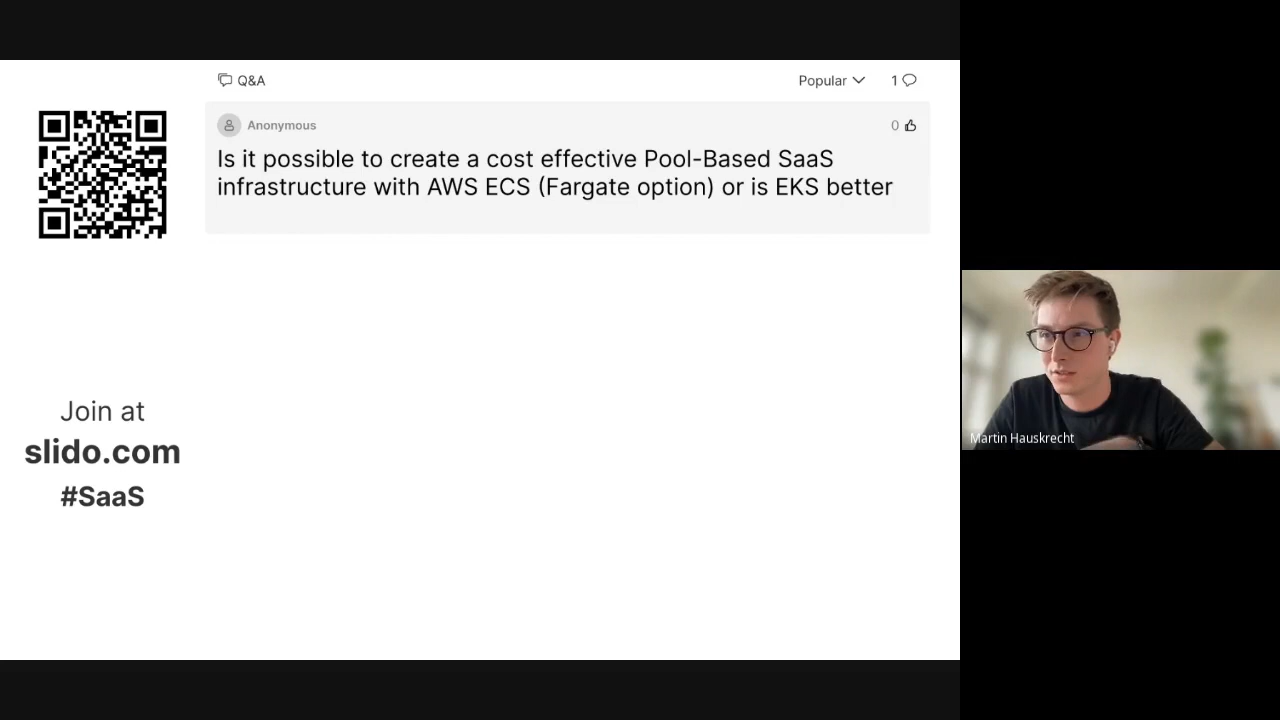 Q&A
Popular
1
Anonymous
0
Is it possible to create a cost effective Pool-Based SaaS
infrastructure with AWS ECS (Fargate option) or is EKS better
Join at
slido.com
#SaaS
Martin Hauskrecht